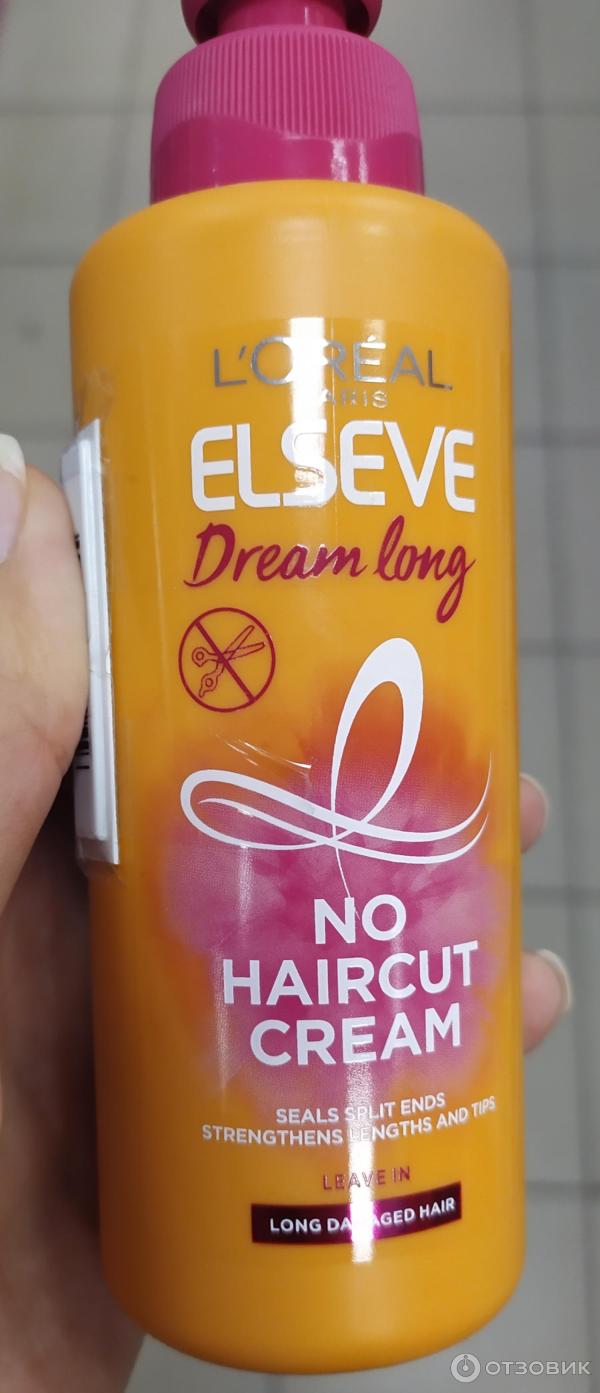 L'ORÉAL
PARIS
ELSEVE
Dream long
NO
HAIRCUT
CREAM
SEALS SPLIT ENDS
STRENGTHENS LENGTHS AND TIPS
LEAVE IN
LONG DAMAGED HAIR
ОТЗОВИК